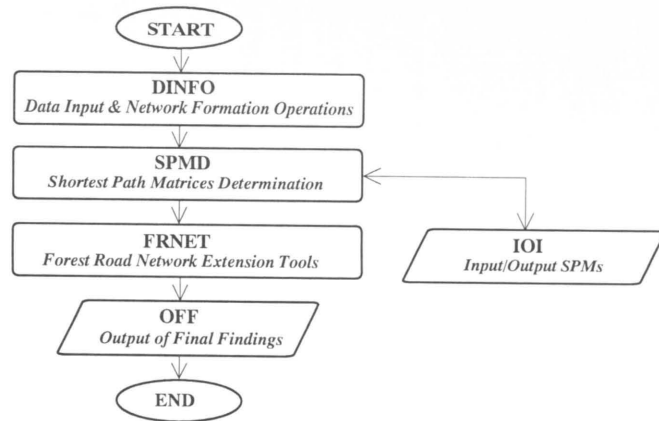 START
DINFO
Data Input & Network Formation Operations
SPMD
Shortest Path Matrices Determination
FRNET
Forest Road Network Extension Tools
IOI
Input/Output SPMs
OFF
Output of Final Findings
END